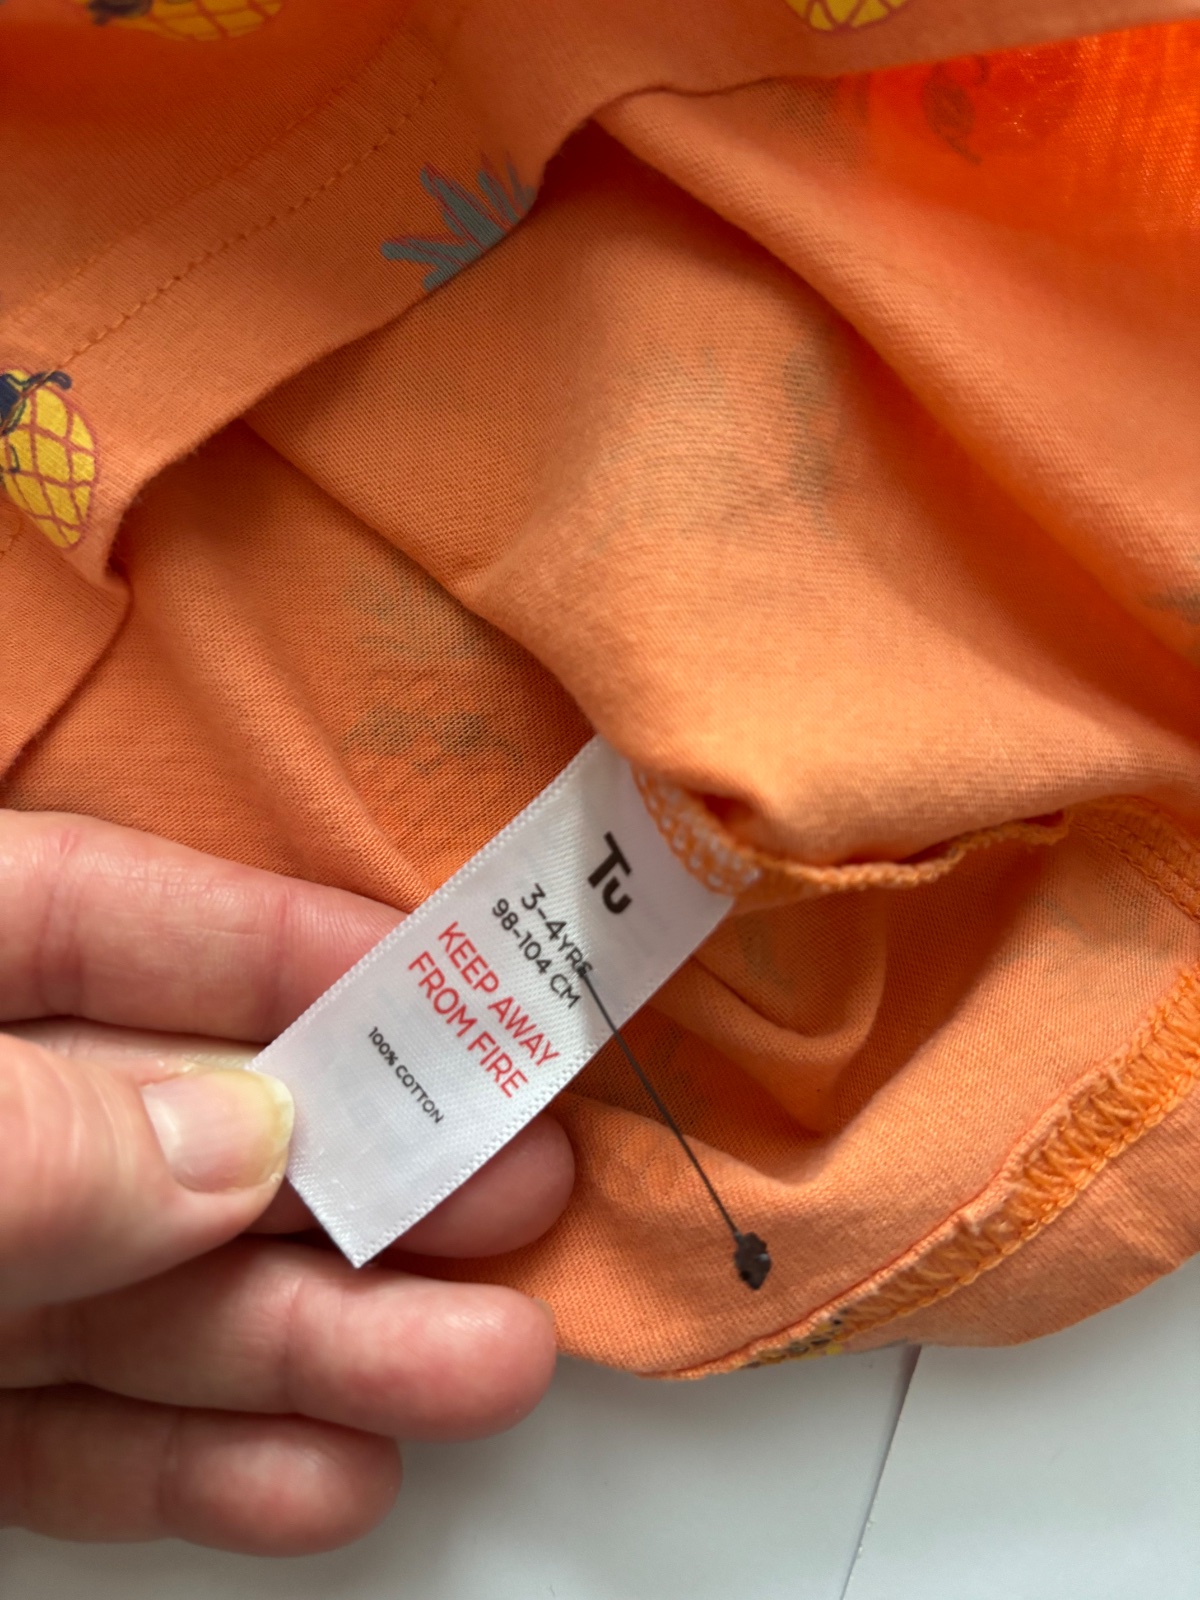 Tu
3-4YRS
98-104 CM
KEEP AWAY
FROM FIRE
100% COTTON